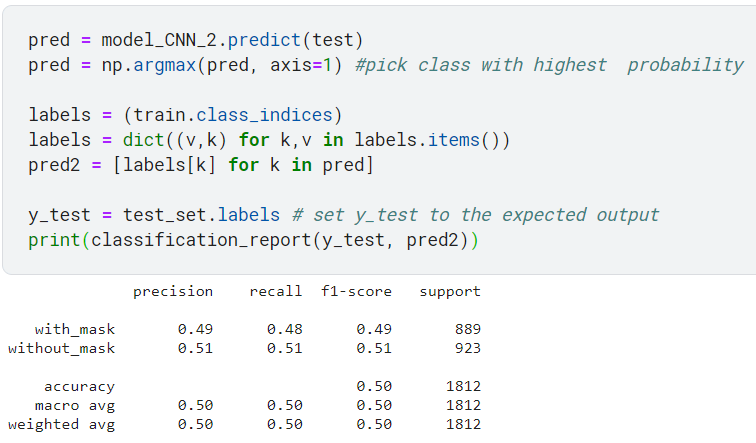 pred = model_CNN_2.predict(test)
pred = np.argmax(pred, axis=1) #pick class with highest  probability
labels = (train.class_indices)
labels = dict((v,k) for k,v in labels.items())
pred2 = [labels[k] for k in pred]
y_test = test_set.labels # set y_test to the expected output
print(classification_report(y_test, pred2))
precision recall f1-score support
with_mask 0.49 0.48 0.49 889
without_mask 0.51 0.51 0.51 923
accuracy 0.50 1812
macro avg 0.50 0.50 0.50 1812
weighted avg 0.50 0.50 0.50 1812